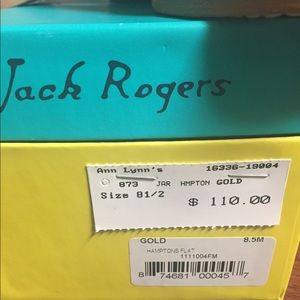 Jack Rogers
Ann Lynn's 16336-19004
873 JAR HMPTON GOLD
Size 81/2
$ 110.00
GOLD 8.5M
HAMPTONS FLAT
1111004FM
8 74681 00045 7